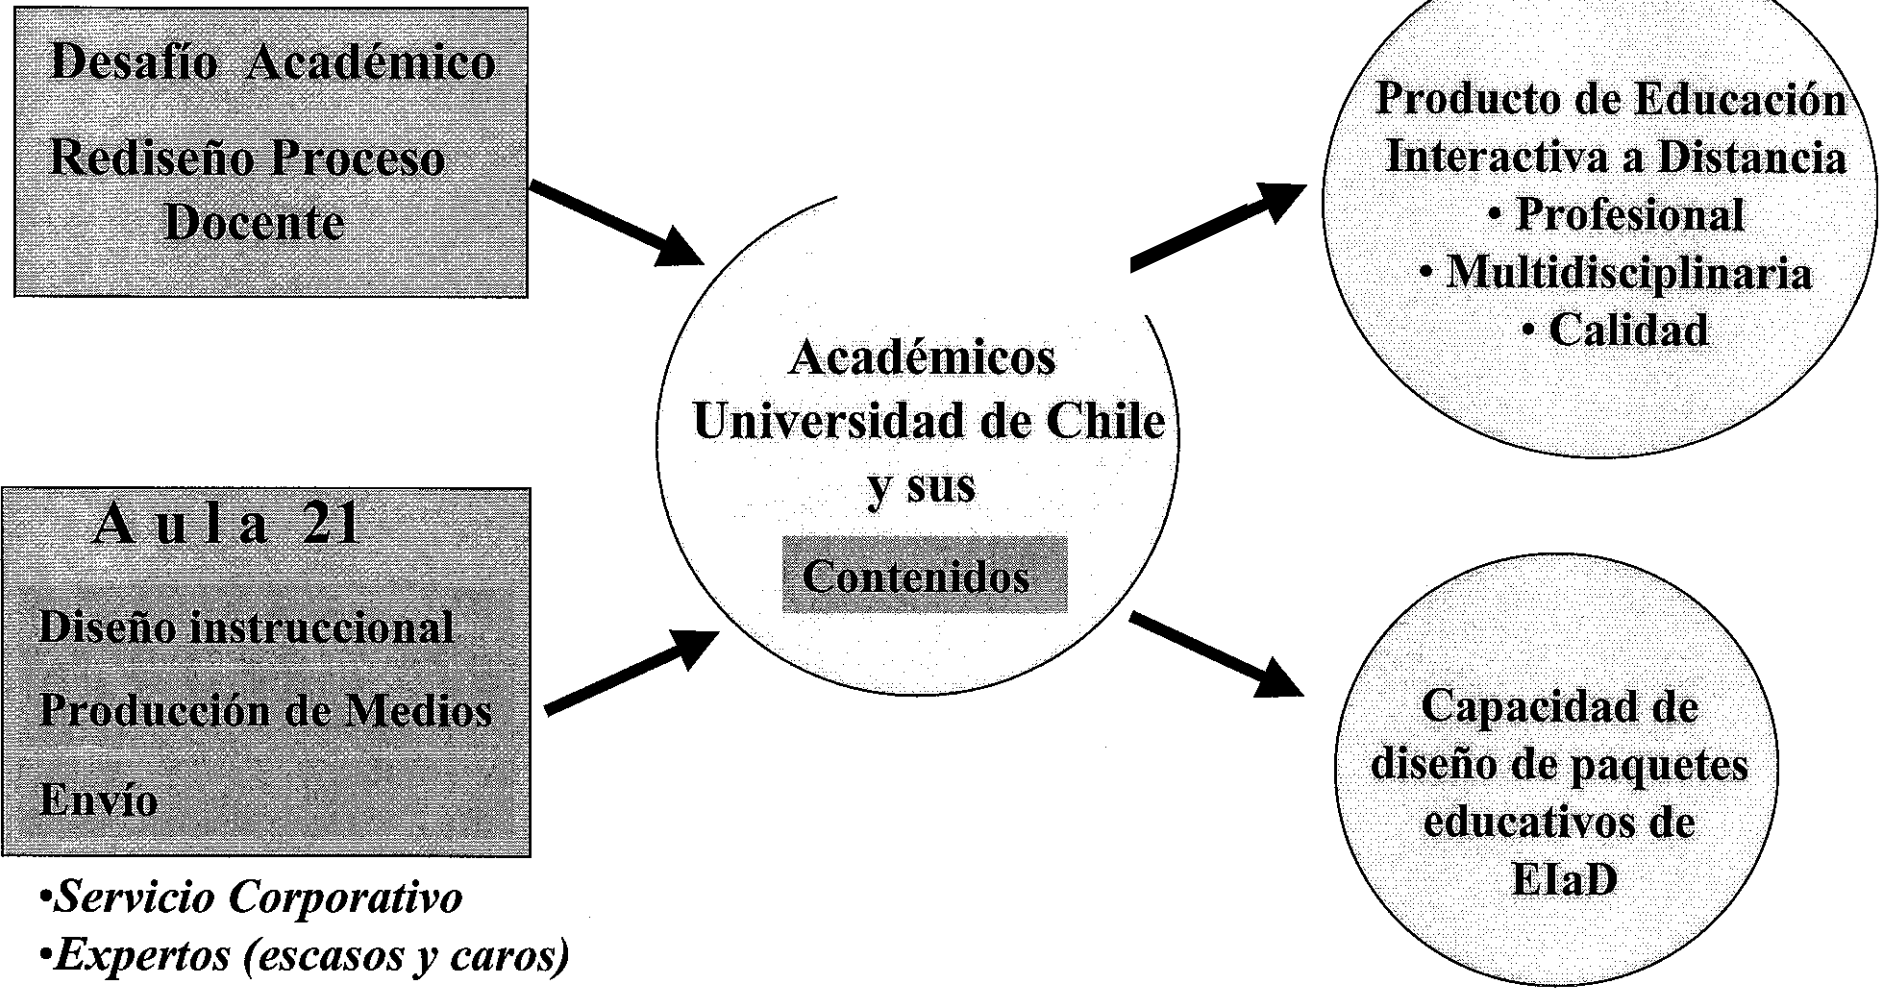 Desafío Académico
Rediseño Proceso
Docente
A u l a 21
Diseño instruccional
Producción de Medios
Envío
•Servicio Corporativo
•Expertos (escasos y caros)
Académicos
Universidad de Chile
y sus
Contenidos
Producto de Educación
Interactiva a Distancia
• Profesional
• Multidisciplinaria
• Calidad
Capacidad de
diseño de paquetes
educativos de
EIaD